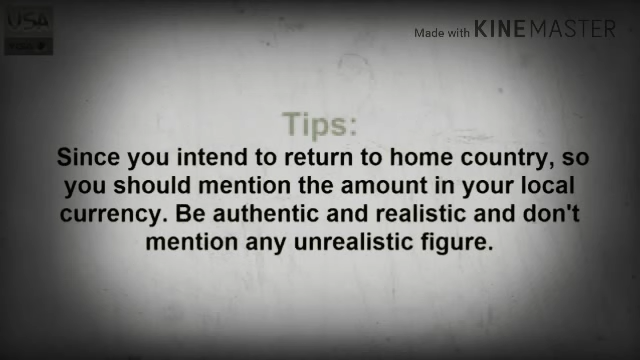 USA
Made with KINEMASTER
Tips:
Since you intend to return to home country, so
you should mention the amount in your local
currency. Be authentic and realistic and don't
mention any unrealistic figure.